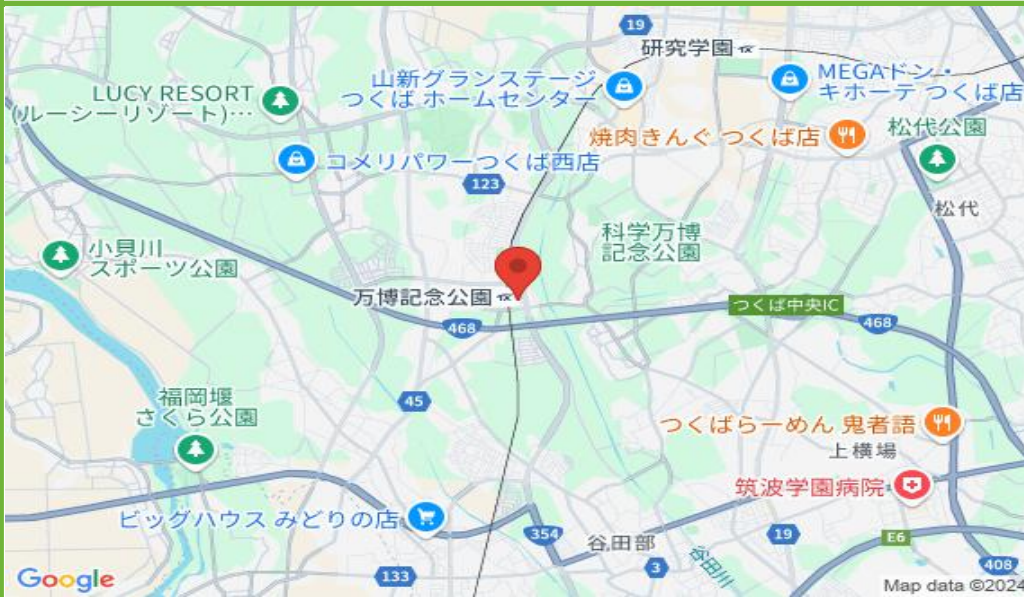 19
研究学園
山新グランステージ
つくば ホームセンター
MEGAドン・
キホーテ つくば店
LUCY RESORT
(ルーシーリゾート)…
焼肉きんぐ つくば店
松代公園
コメリパワーつくば西店
123
松代
科学万博
記念公園
小貝川
スポーツ公園
万博記念公園
つくば中央IC
468
468
福岡堰
さくら公園
45
つくばらーめん 鬼者語
上横場
筑波学園病院
ビッグハウス みどりの店
354
谷田部
谷田川
19
E6
3
408
133
Google
Map data ©2024